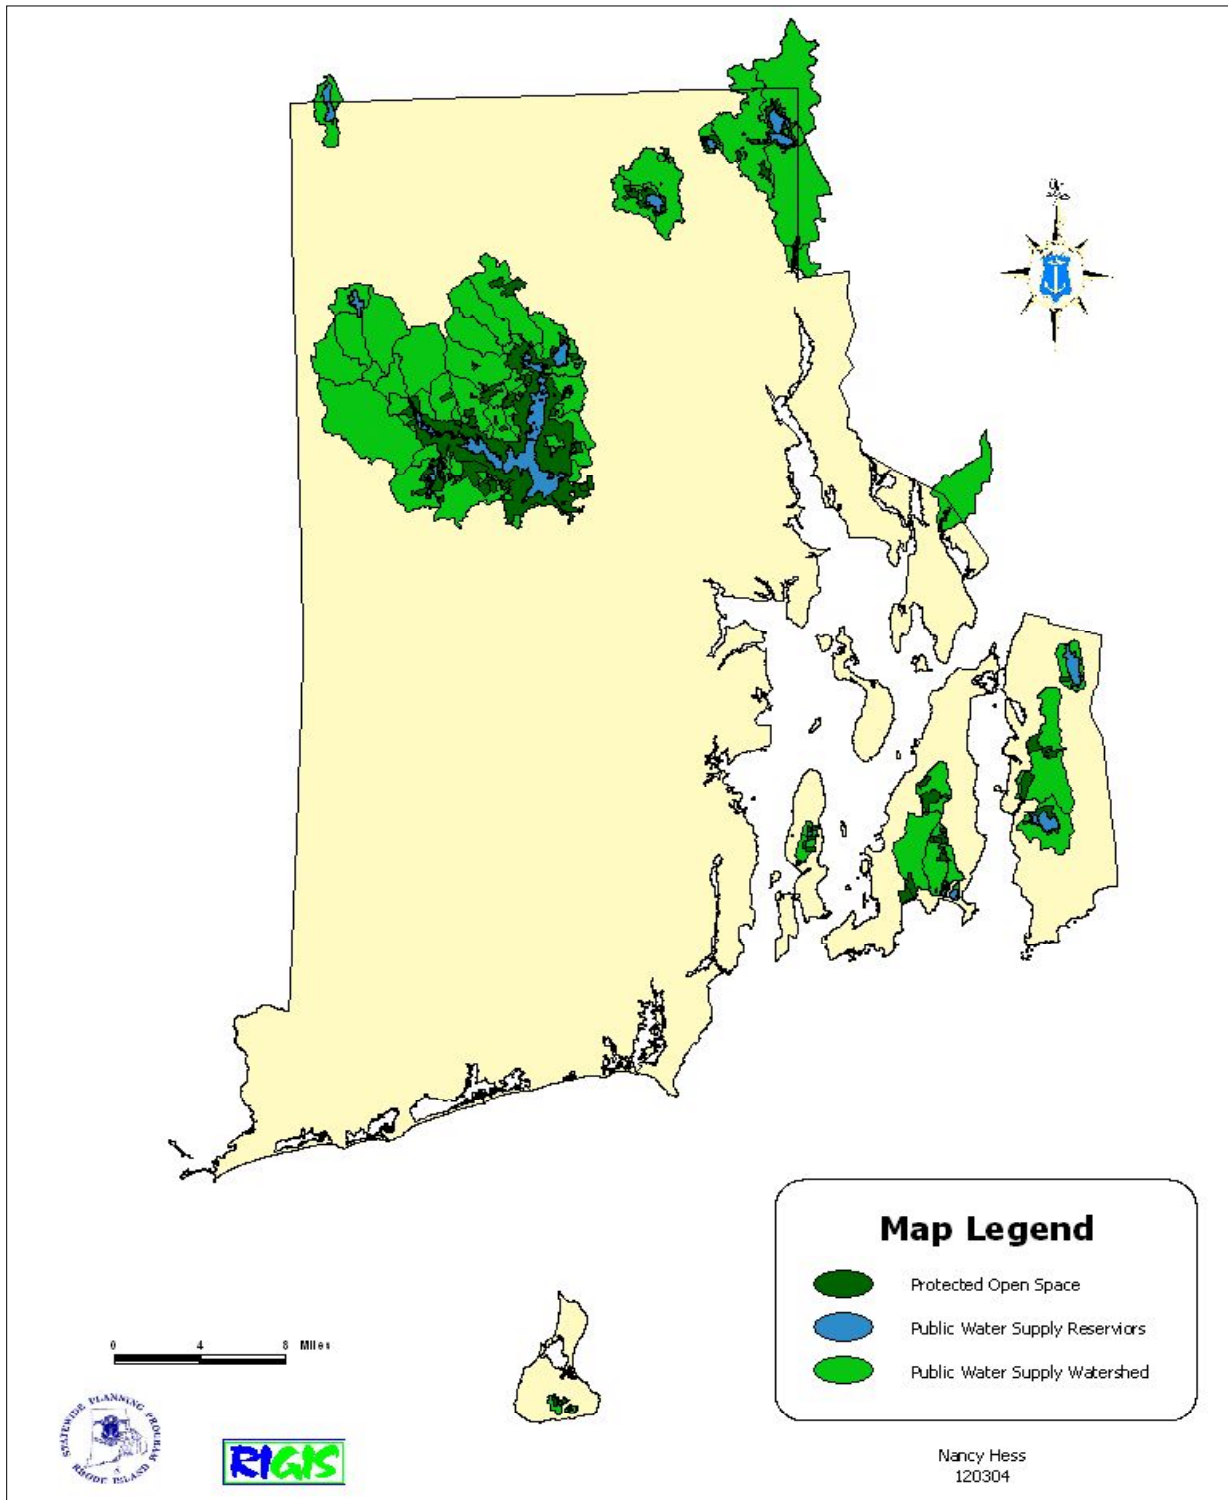 Map Legend
Protected Open Space
Public Water Supply Reserviors
Public Water Supply Watershed
0 4 8 Miles
STATEWIDE PLANNING PROGRAM
RHODE ISLAND
RIGIS
Nancy Hess
120304